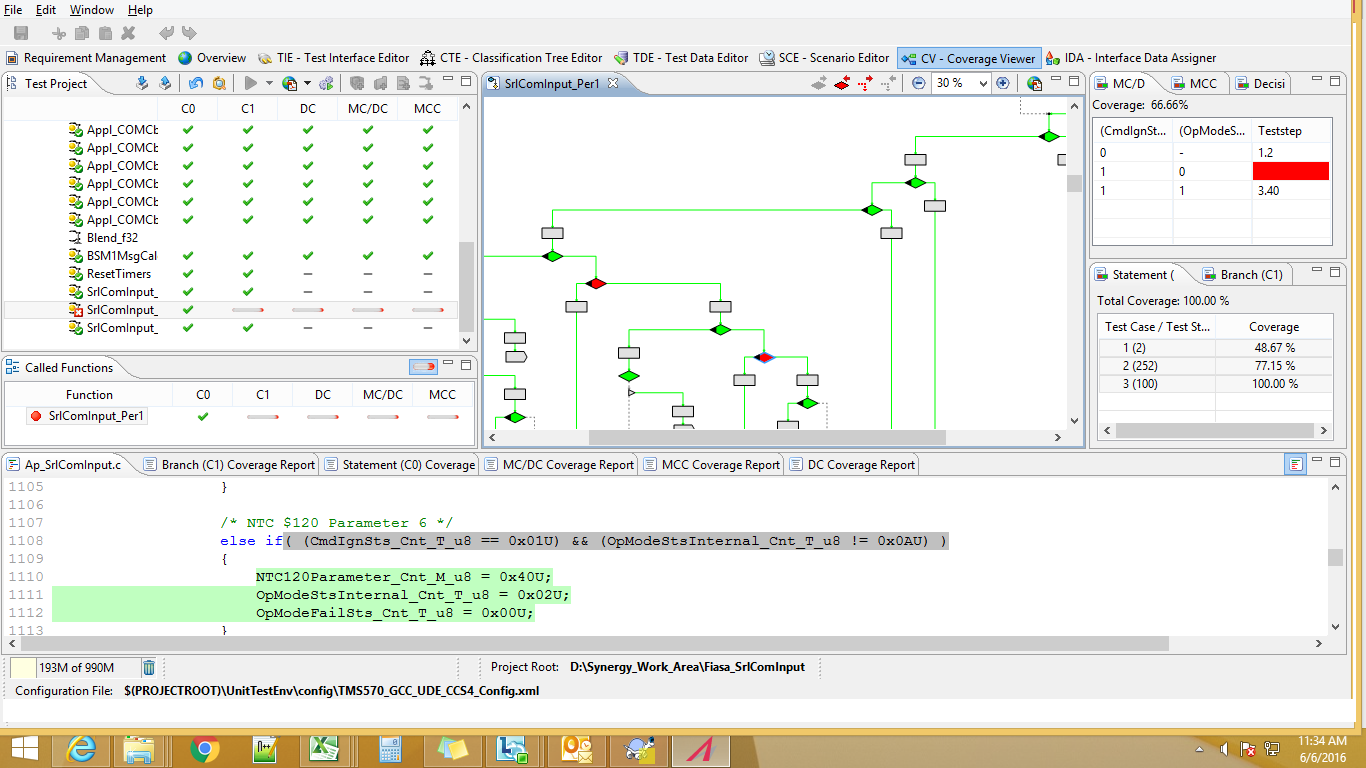 File Edit Window Help
Requirement Management Overview TIE - Test Interface Editor CTE - Classification Tree Editor TDE - Test Data Editor SCE - Scenario Editor CV - Coverage Viewer IDA - Interface Data Assigner
Test Project
C0 C1 DC MC/DC MCC
Appl_COMCb
Appl_COMCb
Appl_COMCb
Appl_COMCb
Appl_COMCb
Appl_COMCb
Blend_f32
BSM1MsgCal
ResetTimers
SrlComInput_
SrlComInput_
SrlComInput_
Called Functions
Function C0 C1 DC MC/DC MCC
SrlComInput_Per1
SrlComInput_Per1
30 %
MC/D MCC Decisi
Coverage: 66.66%
(CmdIgnSt... (OpModeS... Teststep
0 - 1.2
1 0
1 1 3.40
Statement ( Branch (C1)
Total Coverage: 100.00 %
Test Case / Test St... Coverage
1 (2) 48.67 %
2 (252) 77.15 %
3 (100) 100.00 %
Ap_SrlComInput.c Branch (C1) Coverage Report Statement (C0) Coverage MC/DC Coverage Report MCC Coverage Report DC Coverage Report
1105 }
1106
1107 /* NTC $120 Parameter 6 */
1108 else if( (CmdIgnSts_Cnt_T_u8 == 0x01U) && (OpModeStsInternal_Cnt_T_u8 != 0x0AU) )
1109 {
1110 NTC120Parameter_Cnt_M_u8 = 0x40U;
1111 OpModeStsInternal_Cnt_T_u8 = 0x02U;
1112 OpModeFailSts_Cnt_T_u8 = 0x00U;
1113 }
193M of 990M Project Root: D:\Synergy_Work_Area\Fiasa_SrlComInput
Configuration File: $(PROJECTROOT)\UnitTestEnv\config\TMS570_GCC_UDE_CCS4_Config.xml
11:34 AM
6/6/2016